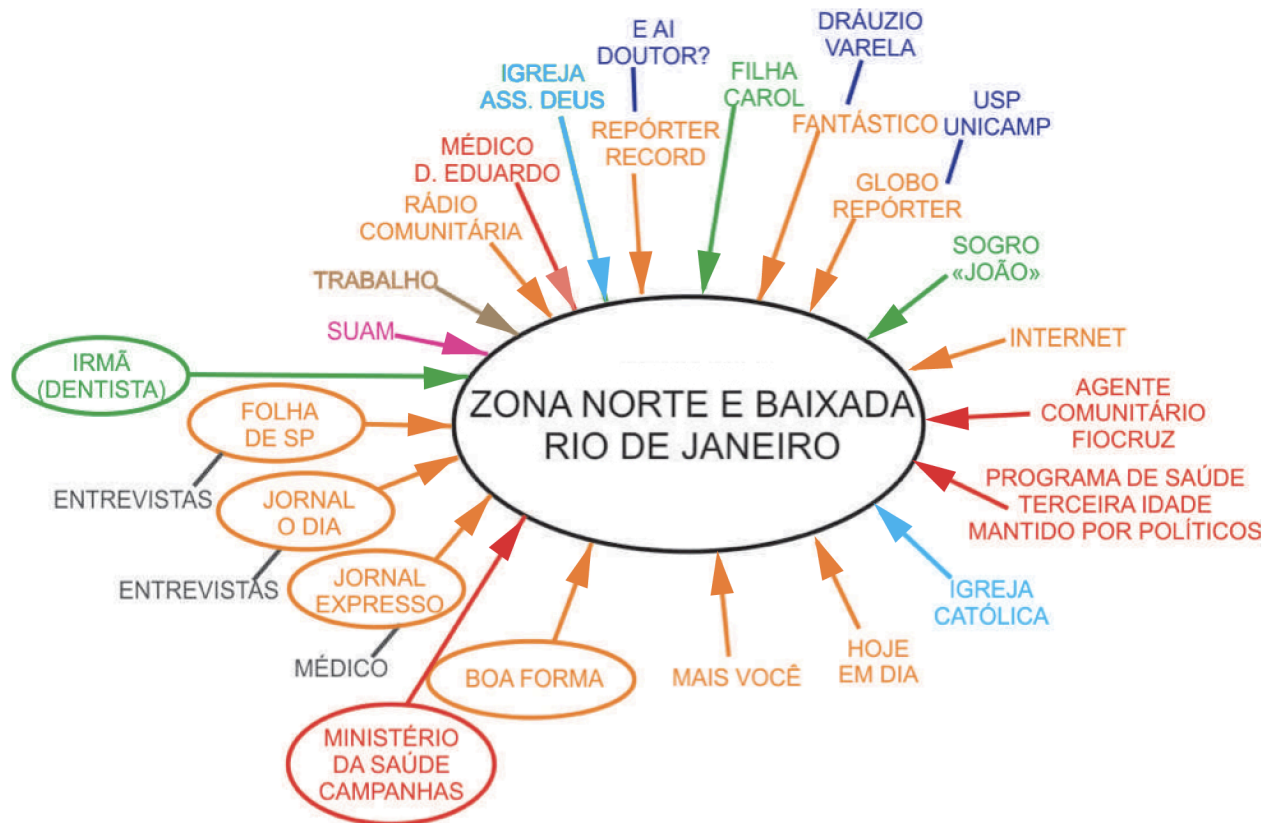 E AI
DOUTOR?
DRÁUZIO
VARELA
IGREJA
ASS. DEUS
FILHA
CAROL
USP
UNICAMP
REPÓRTER
RECORD
FANTÁSTICO
MÉDICO
D. EDUARDO
GLOBO
REPÓRTER
RÁDIO
COMUNITÁRIA
SOGRO
«JOÃO»
TRABALHO
SUAM
INTERNET
IRMÃ
(DENTISTA)
ZONA NORTE E BAIXADA
RIO DE JANEIRO
AGENTE
COMUNITÁRIO
FIOCRUZ
FOLHA
DE SP
ENTREVISTAS
PROGRAMA DE SAÚDE
TERCEIRA IDADE
MANTIDO POR POLÍTICOS
JORNAL
O DIA
ENTREVISTAS
JORNAL
EXPRESSO
IGREJA
CATÓLICA
MÉDICO
BOA FORMA
MAIS VOCÊ
HOJE
EM DIA
MINISTÉRIO
DA SAÚDE
CAMPANHAS